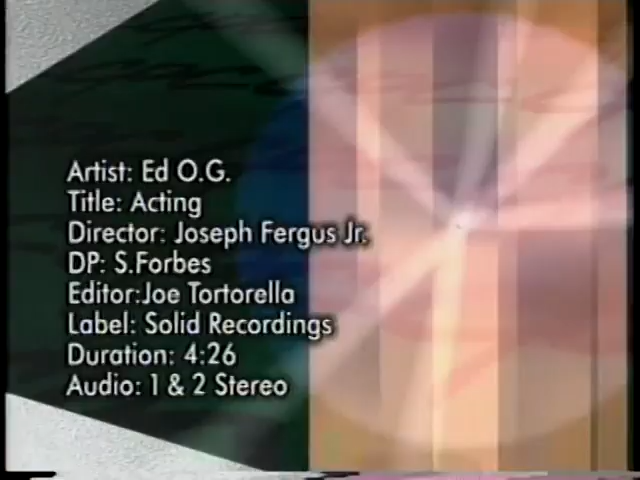 Artist: Ed O.G.
Title: Acting
Director: Joseph Fergus Jr.
DP: S.Forbes
Editor:Joe Tortorella
Label: Solid Recordings
Duration: 4:26
Audio: 1 & 2 Stereo